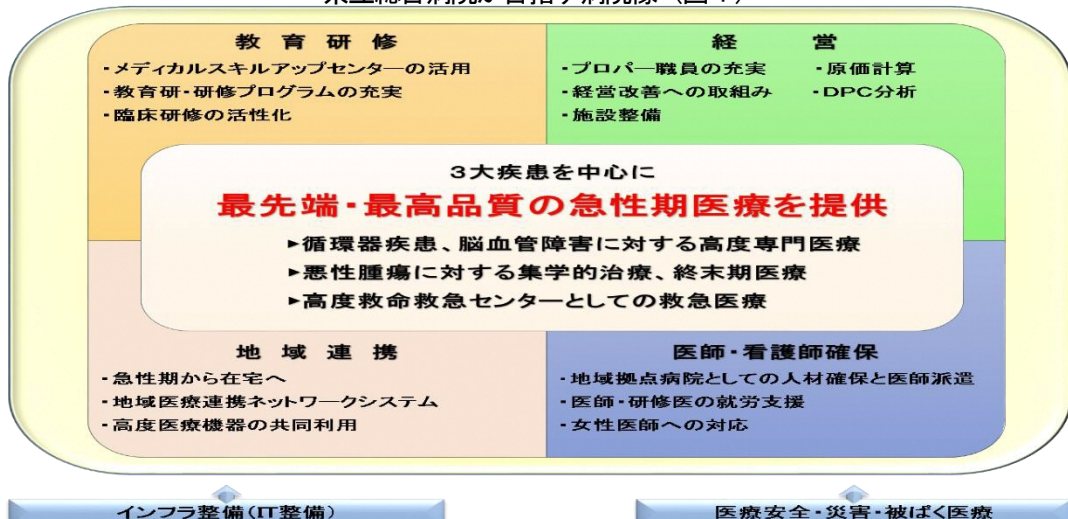 教育研修
・メディカルスキルアップセンターの活用
・教育研・研修プログラムの充実
・臨床研修の活性化
経　　営
・プロパー職員の充実　・原価計算
・経営改善への取組み　・DPC分析
・施設整備
3大疾患を中心に
最先端・最高品質の急性期医療を提供
▸循環器疾患、脳血管障害に対する高度専門医療
▸悪性腫瘍に対する集学的治療、終末期医療
▸高度救命救急センターとしての救急医療
地域連携
・急性期から在宅へ
・地域医療連携ネットワークシステム
・高度医療機器の共同利用
医師・看護師確保
・地域拠点病院としての人材確保と医師派遣
・医師・研修医の就労支援
・女性医師への対応
インフラ整備(IT整備)
医療安全・災害・被ばく医療